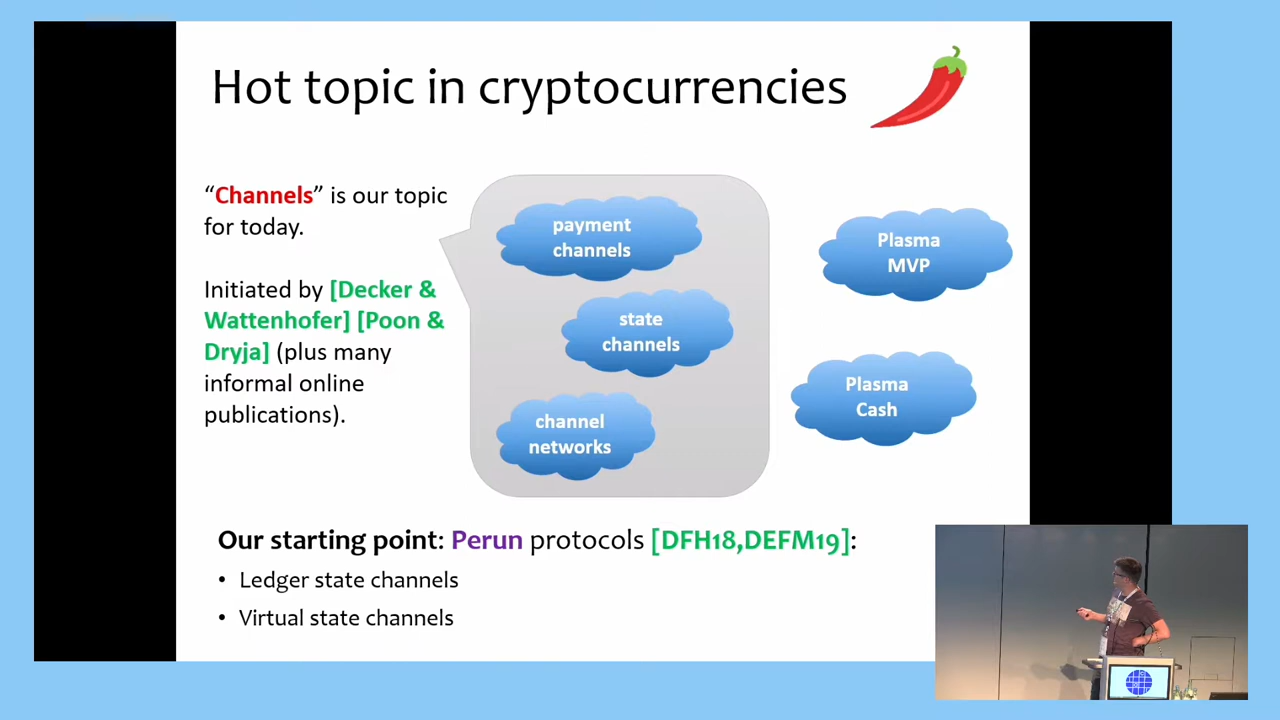 Hot topic in cryptocurrencies
“Channels” is our topic
for today.
Initiated by [Decker &
Wattenhofer] [Poon &
Dryja] (plus many
informal online
publications).
payment
channels
state
channels
channel
networks
Plasma
MVP
Plasma
Cash
Our starting point: Perun protocols [DFH18,DEFM19]:
• Ledger state channels
• Virtual state channels